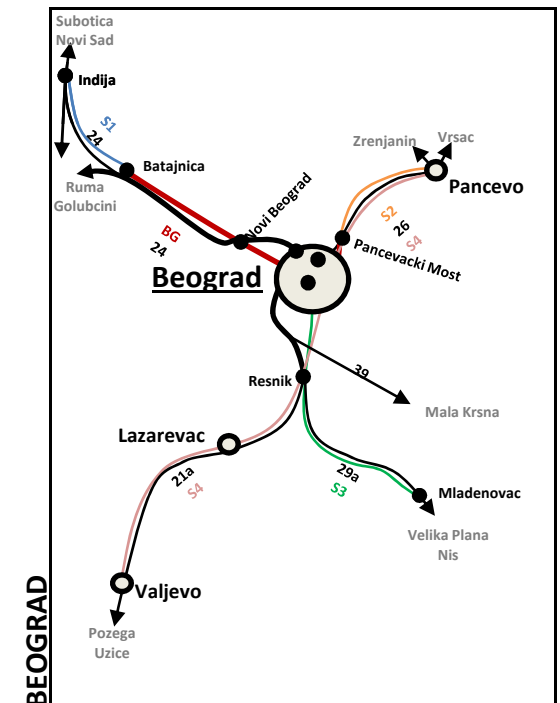 Subotica
Novi Sad
Indija
S1
24
Batajnica
Ruma
Golubcini
Zrenjanin
Vrsac
Pancevo
S2
26
S4
Novi Beograd
BG
24
Pancevacki Most
Beograd
39
Resnik
Mala Krsna
Lazarevac
21a
S4
29a
S3
Mladenovac
Velika Plana
Nis
Valjevo
Pozega
Uzice
BEOGRAD